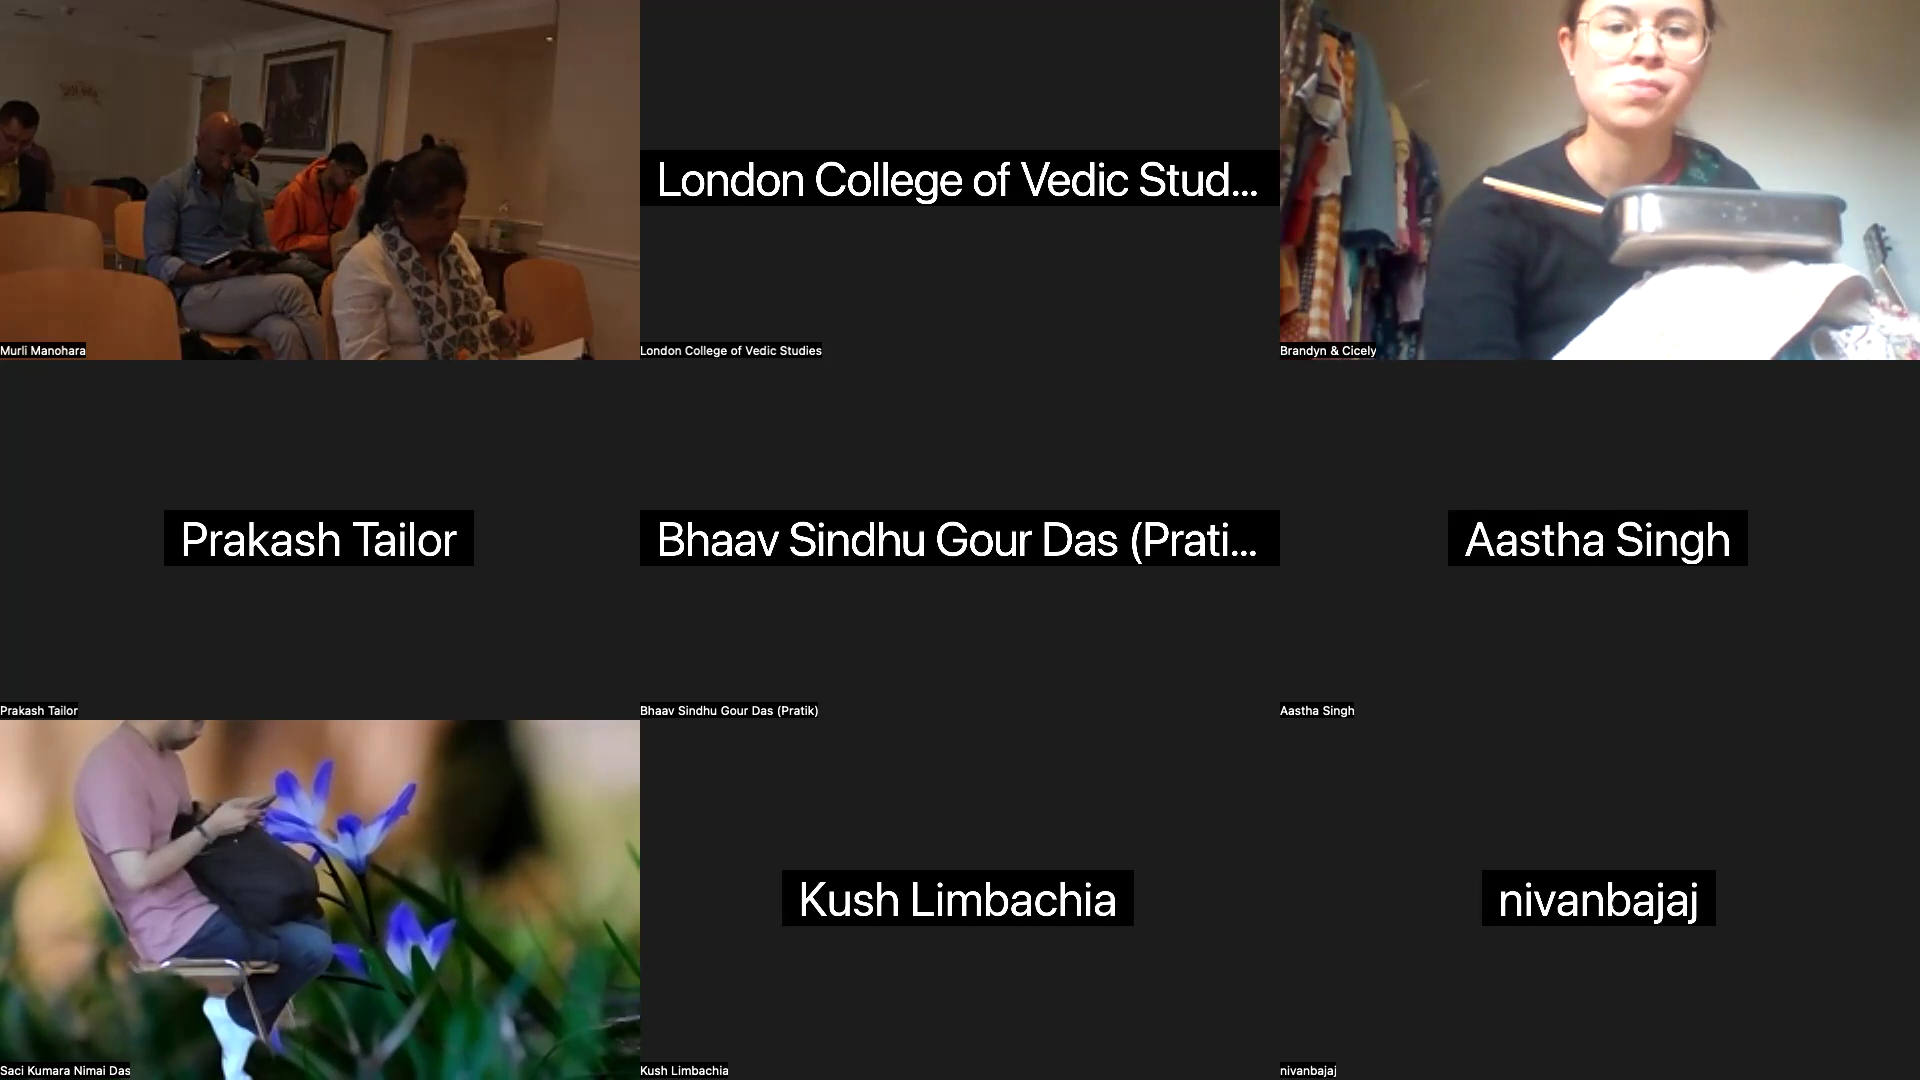 London College of Vedic Stud...
Murli Manohara
London College of Vedic Studies
Brandyn & Cicely
Prakash Tailor
Bhaav Sindhu Gour Das (Prati...
Aastha Singh
Prakash Tailor
Bhaav Sindhu Gour Das (Pratik)
Aastha Singh
Kush Limbachia
nivanbajaj
Saci Kumara Nimai Das
Kush Limbachia
nivanbajaj